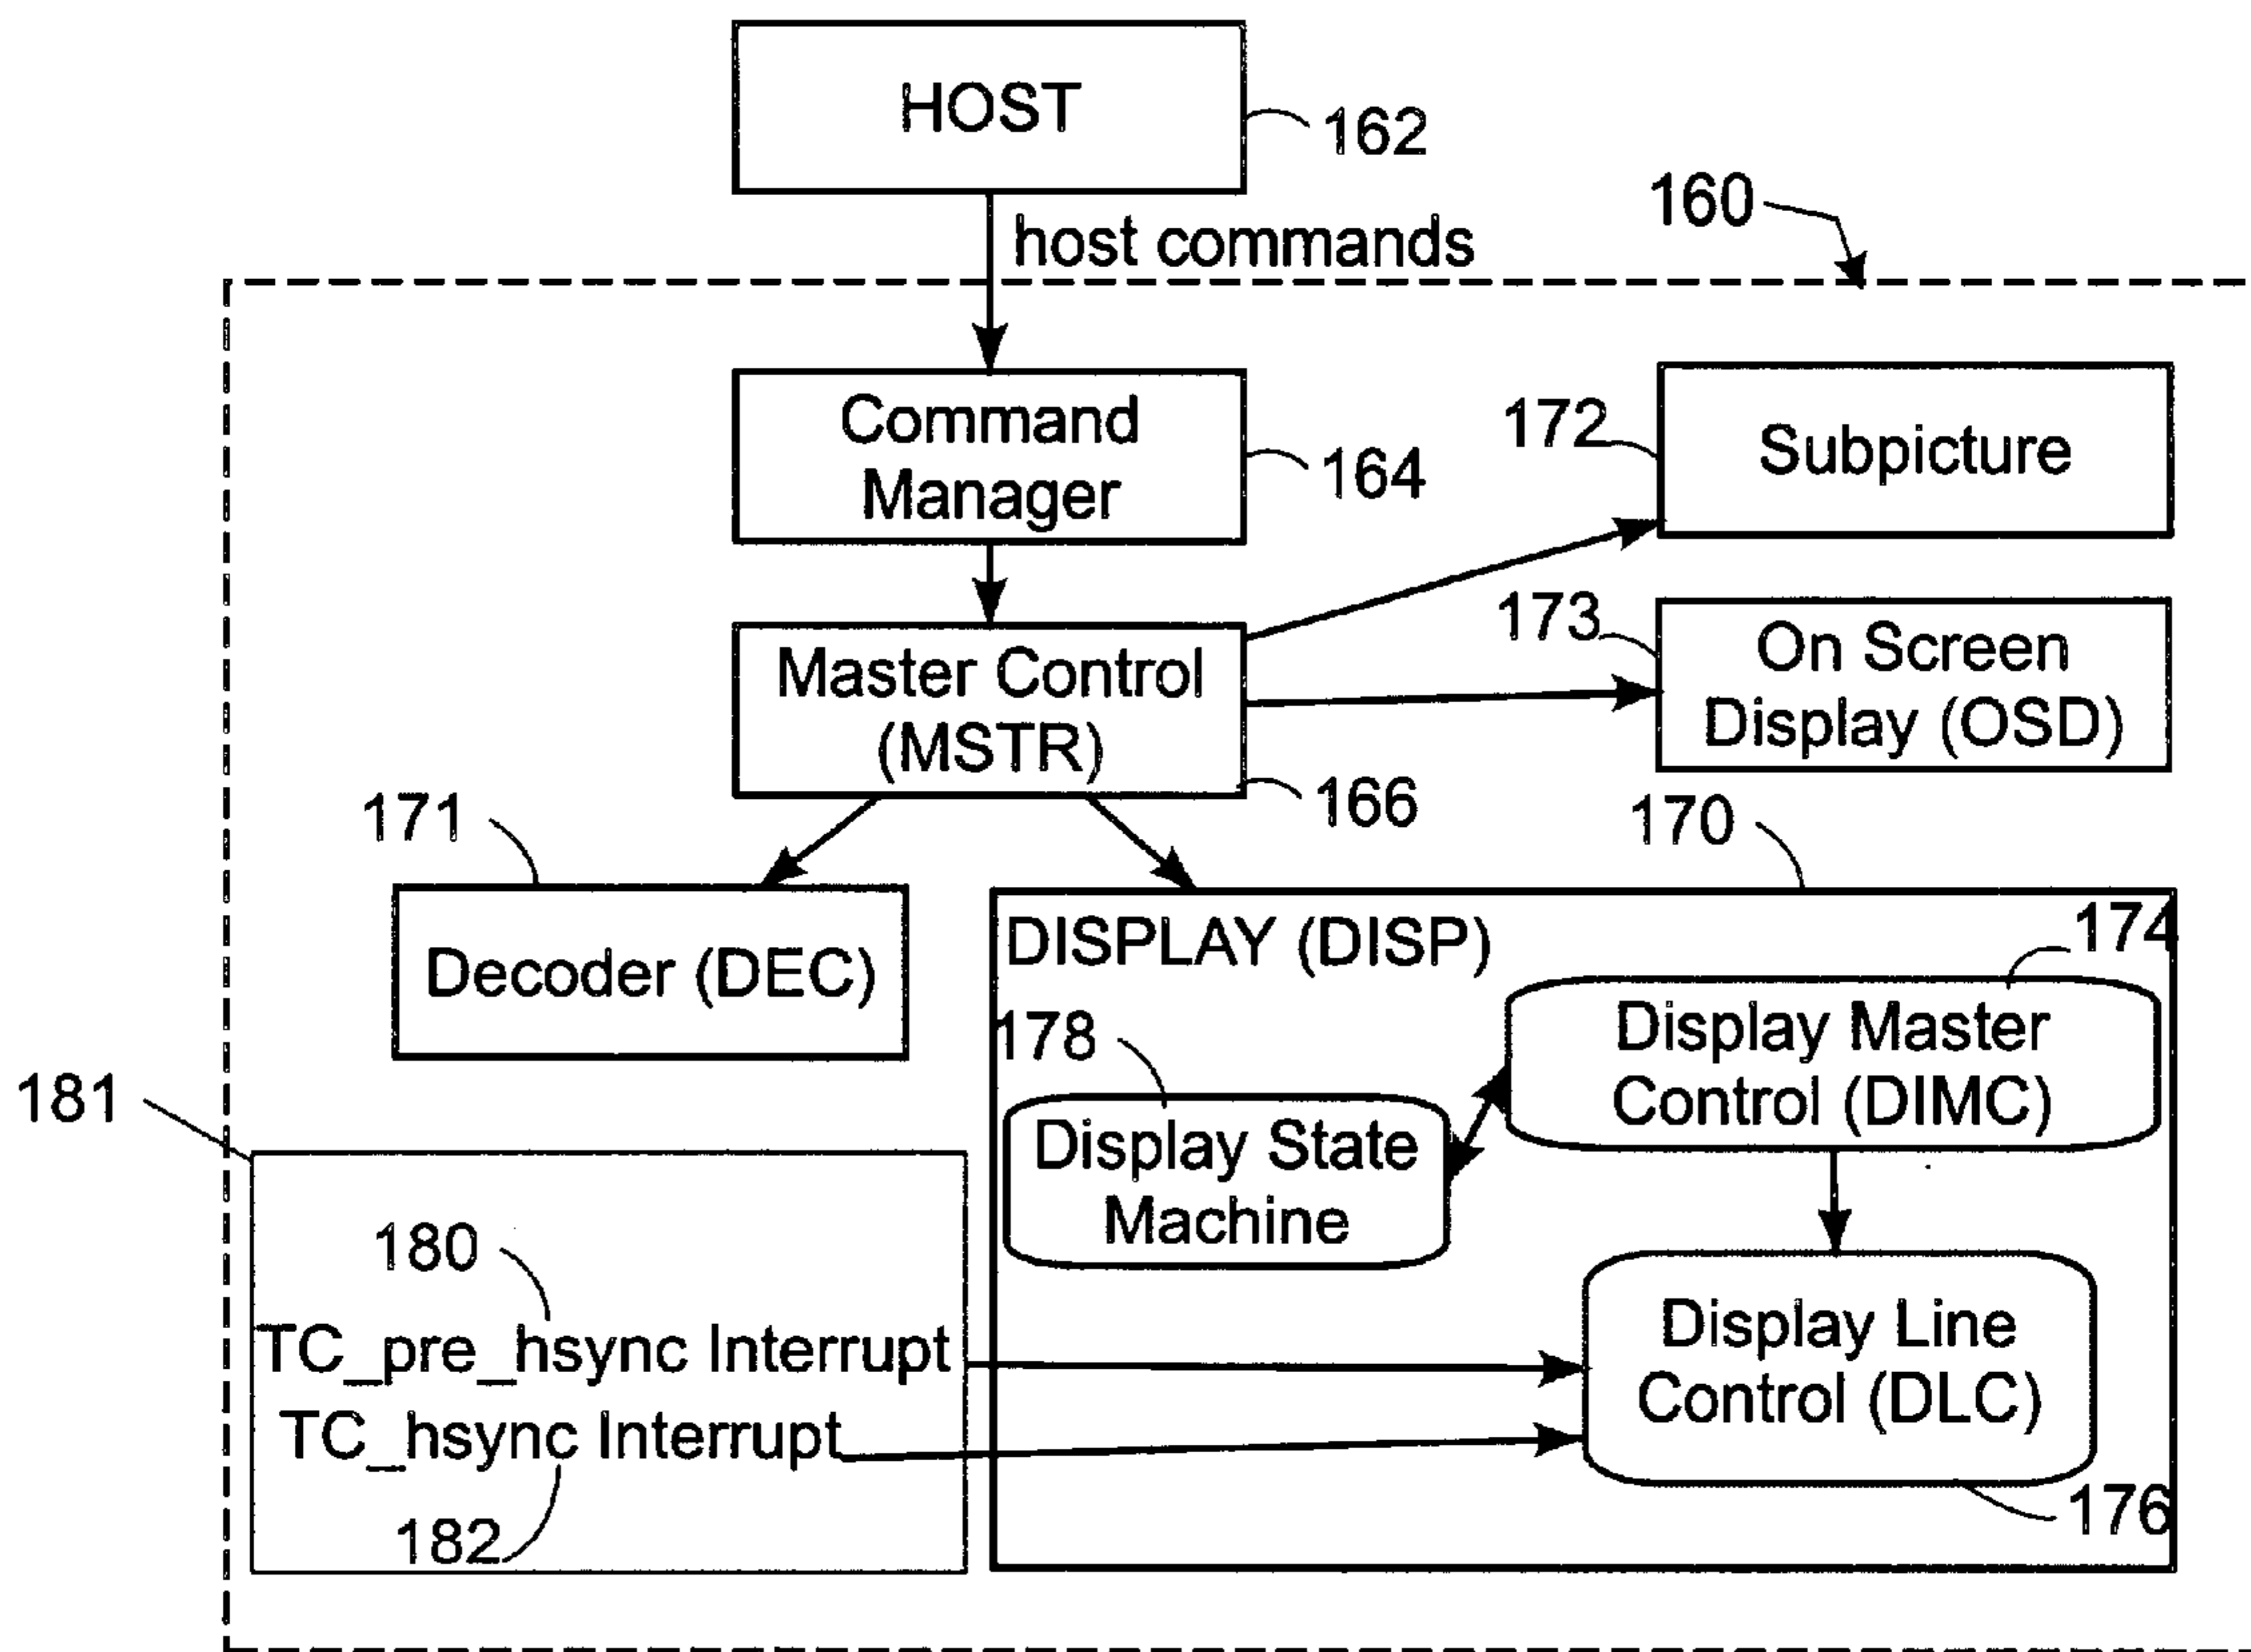 HOST
162
host commands
160
Command
Manager
164
172
Subpicture
Master Control
(MSTR)
166
173
On Screen
Display (OSD)
171
Decoder (DEC)
170
DISPLAY (DISP)
174
Display Master
Control (DIMC)
178
Display State
Machine
181
180
TC_pre_hsync Interrupt
TC_hsync Interrupt
182
Display Line
Control (DLC)
176